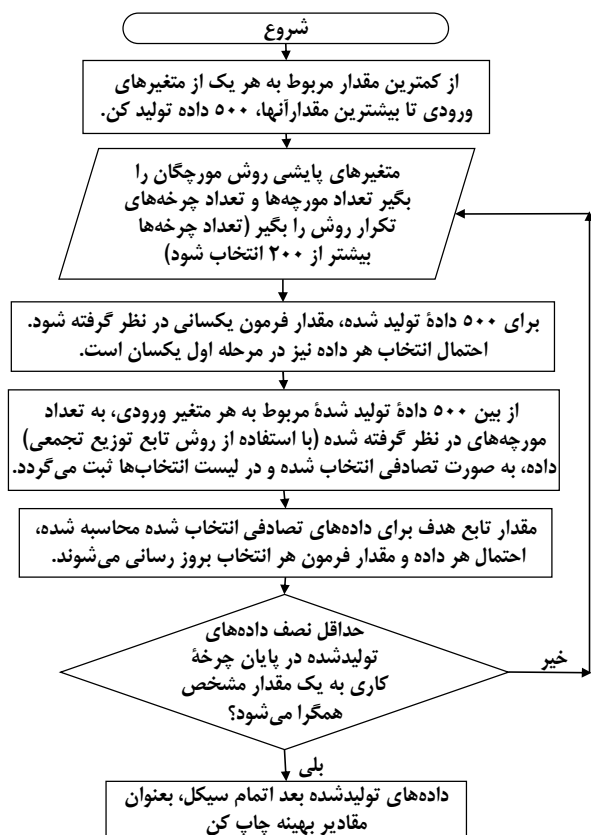 شروع
از کمترین مقدار مربوط به هر یک از متغیرهای
ورودی تا بیشترین مقدارآنها، ۵۰۰ داده تولید کن.
متغیرهای پایشی روش مورچگان را
بگیر تعداد مورچه‌ها و تعداد چرخه‌های
تکرار روش را بگیر (تعداد چرخه‌ها
بیشتر از ۲۰۰ انتخاب شود)
برای ۵۰۰ دادهٔ تولید شده، مقدار فرمون یکسانی در نظر گرفته شود.
احتمال انتخاب هر داده نیز در مرحله اول یکسان است.
از بین ۵۰۰ دادهٔ تولید شدهٔ مربوط به هر متغیر ورودی، به تعداد
مورچه‌های در نظر گرفته شده (با استفاده از روش تابع توزیع تجمعی)
داده، به صورت تصادفی انتخاب شده و در لیست انتخاب‌ها ثبت می‌گردد.
مقدار تابع هدف برای داده‌های تصادفی انتخاب شده محاسبه شده،
احتمال هر داده و مقدار فرمون هر انتخاب بروز رسانی می‌شوند.
حداقل نصف داده‌های
تولیدشده در پایان چرخهٔ
کاری به یک مقدار مشخص
همگرا می‌شود؟
خیر
بلی
داده‌های تولیدشده بعد اتمام سیکل، بعنوان
مقادیر بهینه چاپ کن